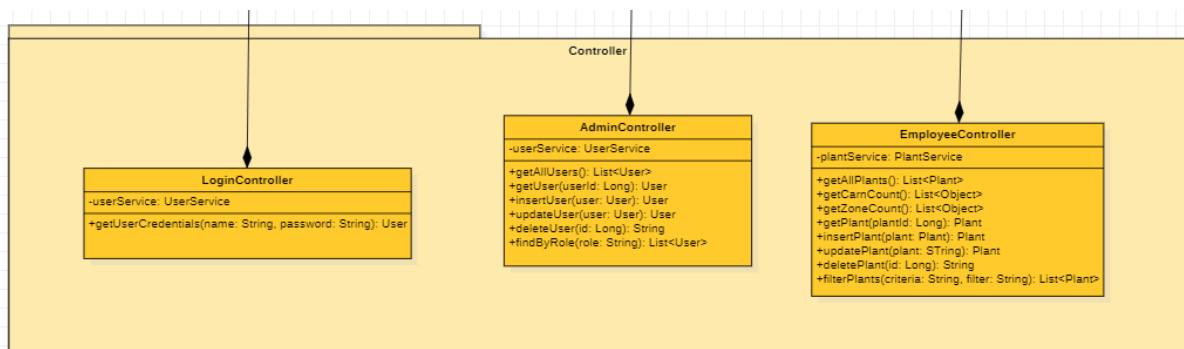 Controller
LoginController
-userService: UserService
+getUserCredentials(name: String, password: String): User
AdminController
-userService: UserService
+getAllUsers(): List<User>
+getUser(userId: Long): User
+insertUser(user: User): User
+updateUser(user: User): User
+deleteUser(id: Long): String
+findByRole(role: String): List<User>
EmployeeController
-plantService: PlantService
+getAllPlants(): List<Plant>
+getCarnCount(): List<Object>
+getZoneCount(): List<Object>
+getPlant(plantId: Long): Plant
+insertPlant(plant: Plant): Plant
+updatePlant(plant: STring): Plant
+deletePlant(id: Long): String
+filterPlants(criteria: String, filter: String): List<Plant>